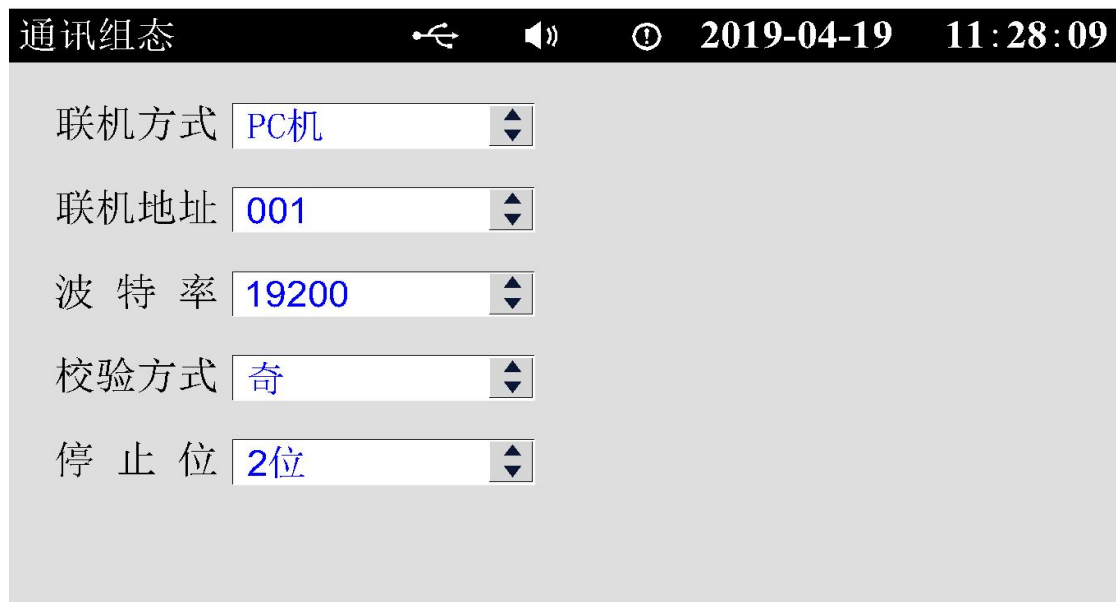 通讯组态 2019-04-19 11:28:09
联机方式 PC机
联机地址 001
波特率 19200
校验方式 奇
停止位 2位